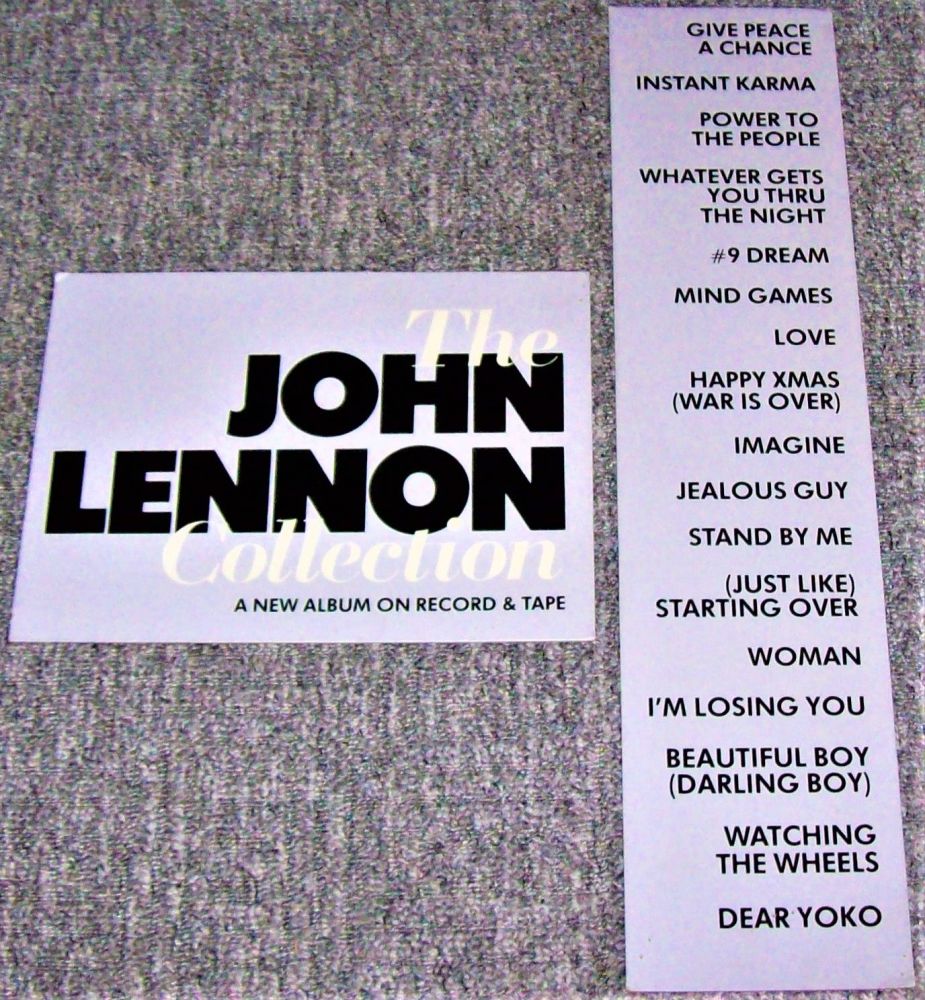 The
JOHN
LENNON
Collection
A NEW ALBUM ON RECORD & TAPE
GIVE PEACE
A CHANCE
INSTANT KARMA
POWER TO
THE PEOPLE
WHATEVER GETS
YOU THRU
THE NIGHT
#9 DREAM
MIND GAMES
LOVE
HAPPY XMAS
(WAR IS OVER)
IMAGINE
JEALOUS GUY
STAND BY ME
(JUST LIKE)
STARTING OVER
WOMAN
I'M LOSING YOU
BEAUTIFUL BOY
(DARLING BOY)
WATCHING
THE WHEELS
DEAR YOKO